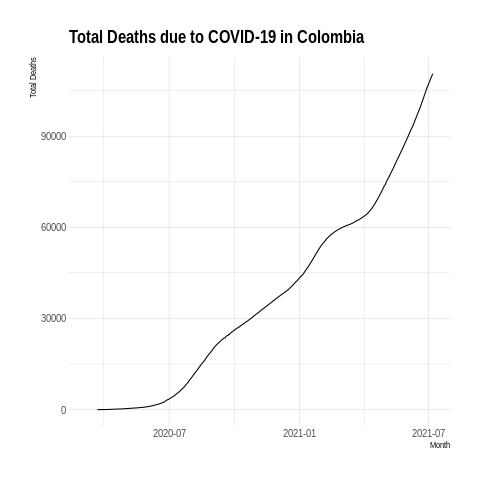 Total Deaths due to COVID-19 in Colombia
Total Deaths
90000
60000
30000
0
2020-07
2021-01
2021-07
Month